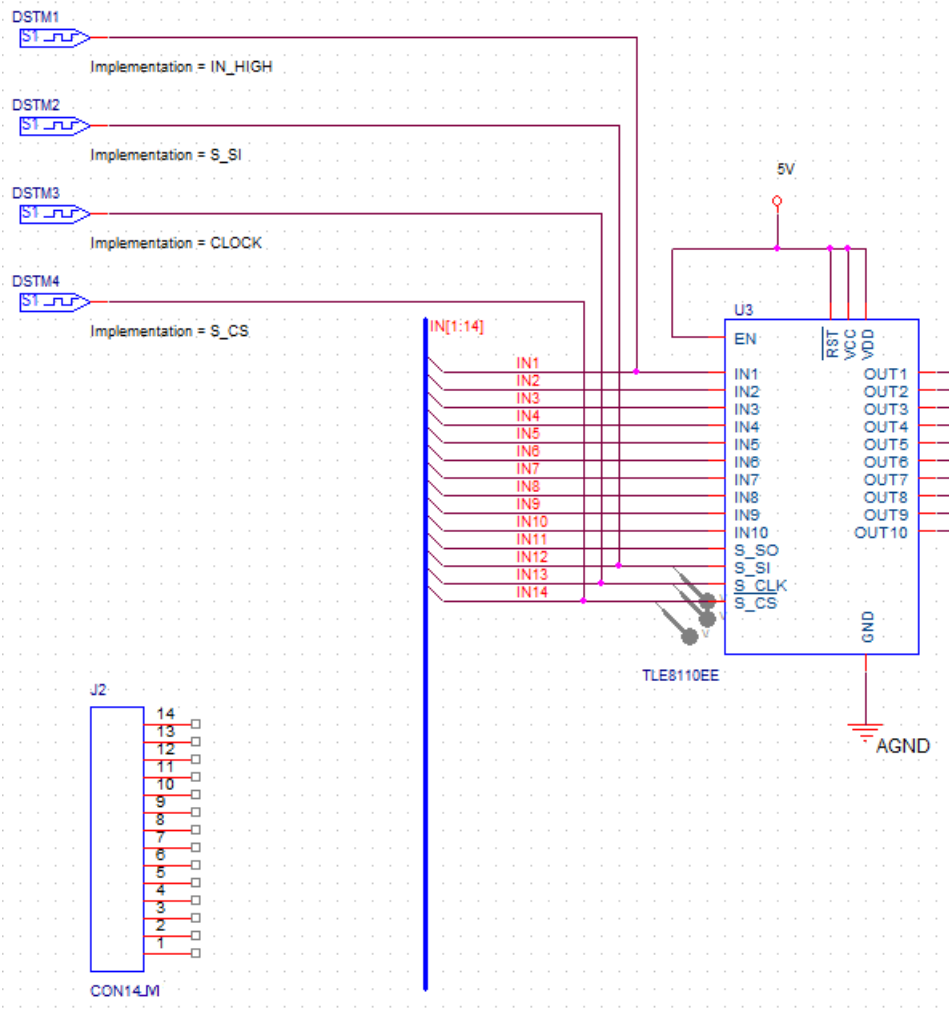 DSTM1
S1
Implementation = IN_HIGH
DSTM2
S1
Implementation = S_SI
DSTM3
S1
Implementation = CLOCK
DSTM4
S1
Implementation = S_CS
5V
IN[1:14]
IN1
IN2
IN3
IN4
IN5
IN6
IN7
IN8
IN9
IN10
IN11
IN12
IN13
IN14
U3
EN
RST
VCC
VDD
IN1 OUT1
IN2 OUT2
IN3 OUT3
IN4 OUT4
IN5 OUT5
IN6 OUT6
IN7 OUT7
IN8 OUT8
IN9 OUT9
IN10 OUT10
S_SO
S_SI
S_CLK
S_CS
GND
V
V
V
TLE8110EE
AGND
J2
14
13
12
11
10
9
8
7
6
5
4
3
2
1
CON14_M